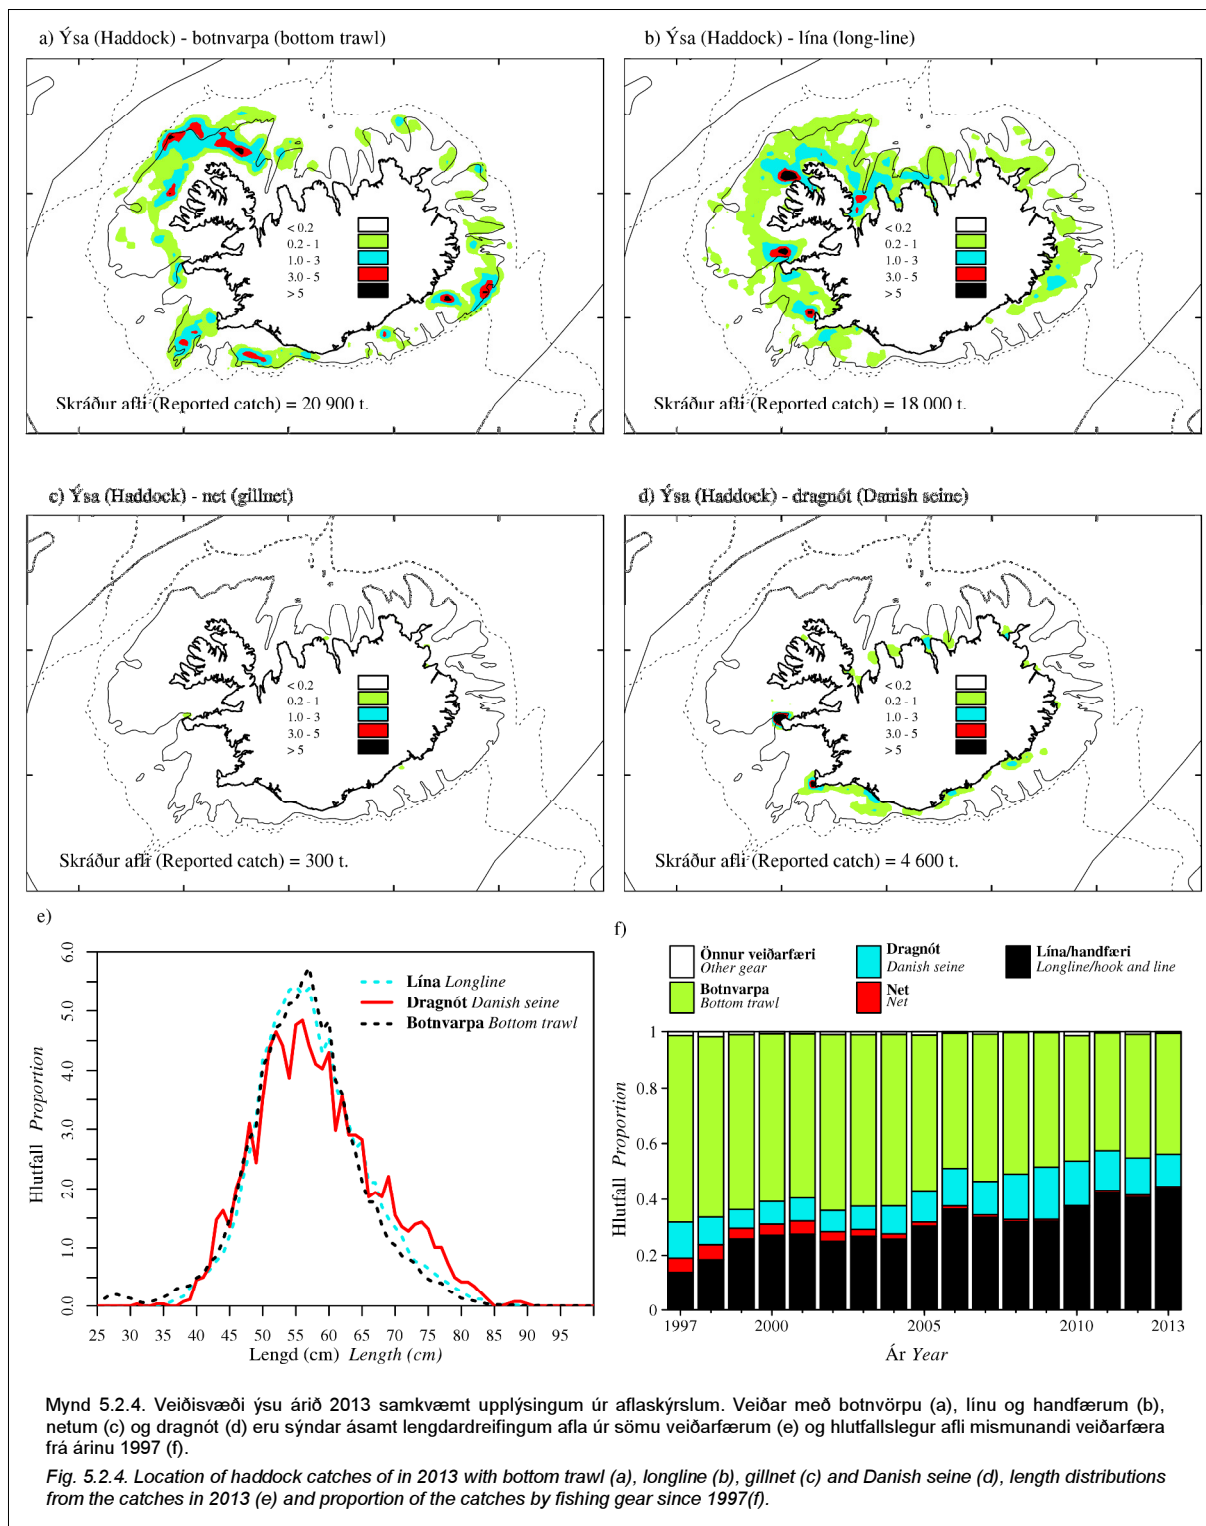 a) Ýsa (Haddock) - botnvarpa (bottom trawl)
< 0.2
0.2 - 1
1.0 - 3
3.0 - 5
> 5
Skráður afli (Reported catch) = 20 900 t.
b) Ýsa (Haddock) - lína (long-line)
< 0.2
0.2 - 1
1.0 - 3
3.0 - 5
> 5
Skráður afli (Reported catch) = 18 000 t.
c) Ýsa (Haddock) - net (gillnet)
< 0.2
0.2 - 1
1.0 - 3
3.0 - 5
> 5
Skráður afli (Reported catch) = 300 t.
d) Ýsa (Haddock) - dragnót (Danish seine)
< 0.2
0.2 - 1
1.0 - 3
3.0 - 5
> 5
Skráður afli (Reported catch) = 4 600 t.
e)
Hlutfall Proportion
6.0
5.0
4.0
3.0
2.0
1.0
0.0
Lína Longline
Dragnót Danish seine
Botnvarpa Bottom trawl
25 30 35 40 45 50 55 60 65 70 75 80 85 90 95
Lengd (cm) Length (cm)
f)
Önnur veiðarfæri
Other gear
Dragnót
Danish seine
Lína/handfæri
Longline/hook and line
Botnvarpa
Bottom trawl
Net
Net
Hlutfall Proportion
1
0.8
0.6
0.4
0.2
0
1997 2000 2005 2010 2013
Ár Year
Mynd 5.2.4. Veiðisvæði ýsu árið 2013 samkvæmt upplýsingum úr aflaskýrslum. Veiðar með botnvörpu (a), línu og handfærum (b),
netum (c) og dragnót (d) eru sýndar ásamt lengdardreifingum afla úr sömu veiðarfærum (e) og hlutfallslegur afli mismunandi veiðarfæra
frá árinu 1997 (f).
Fig. 5.2.4. Location of haddock catches of in 2013 with bottom trawl (a), longline (b), gillnet (c) and Danish seine (d), length distributions
from the catches in 2013 (e) and proportion of the catches by fishing gear since 1997(f).